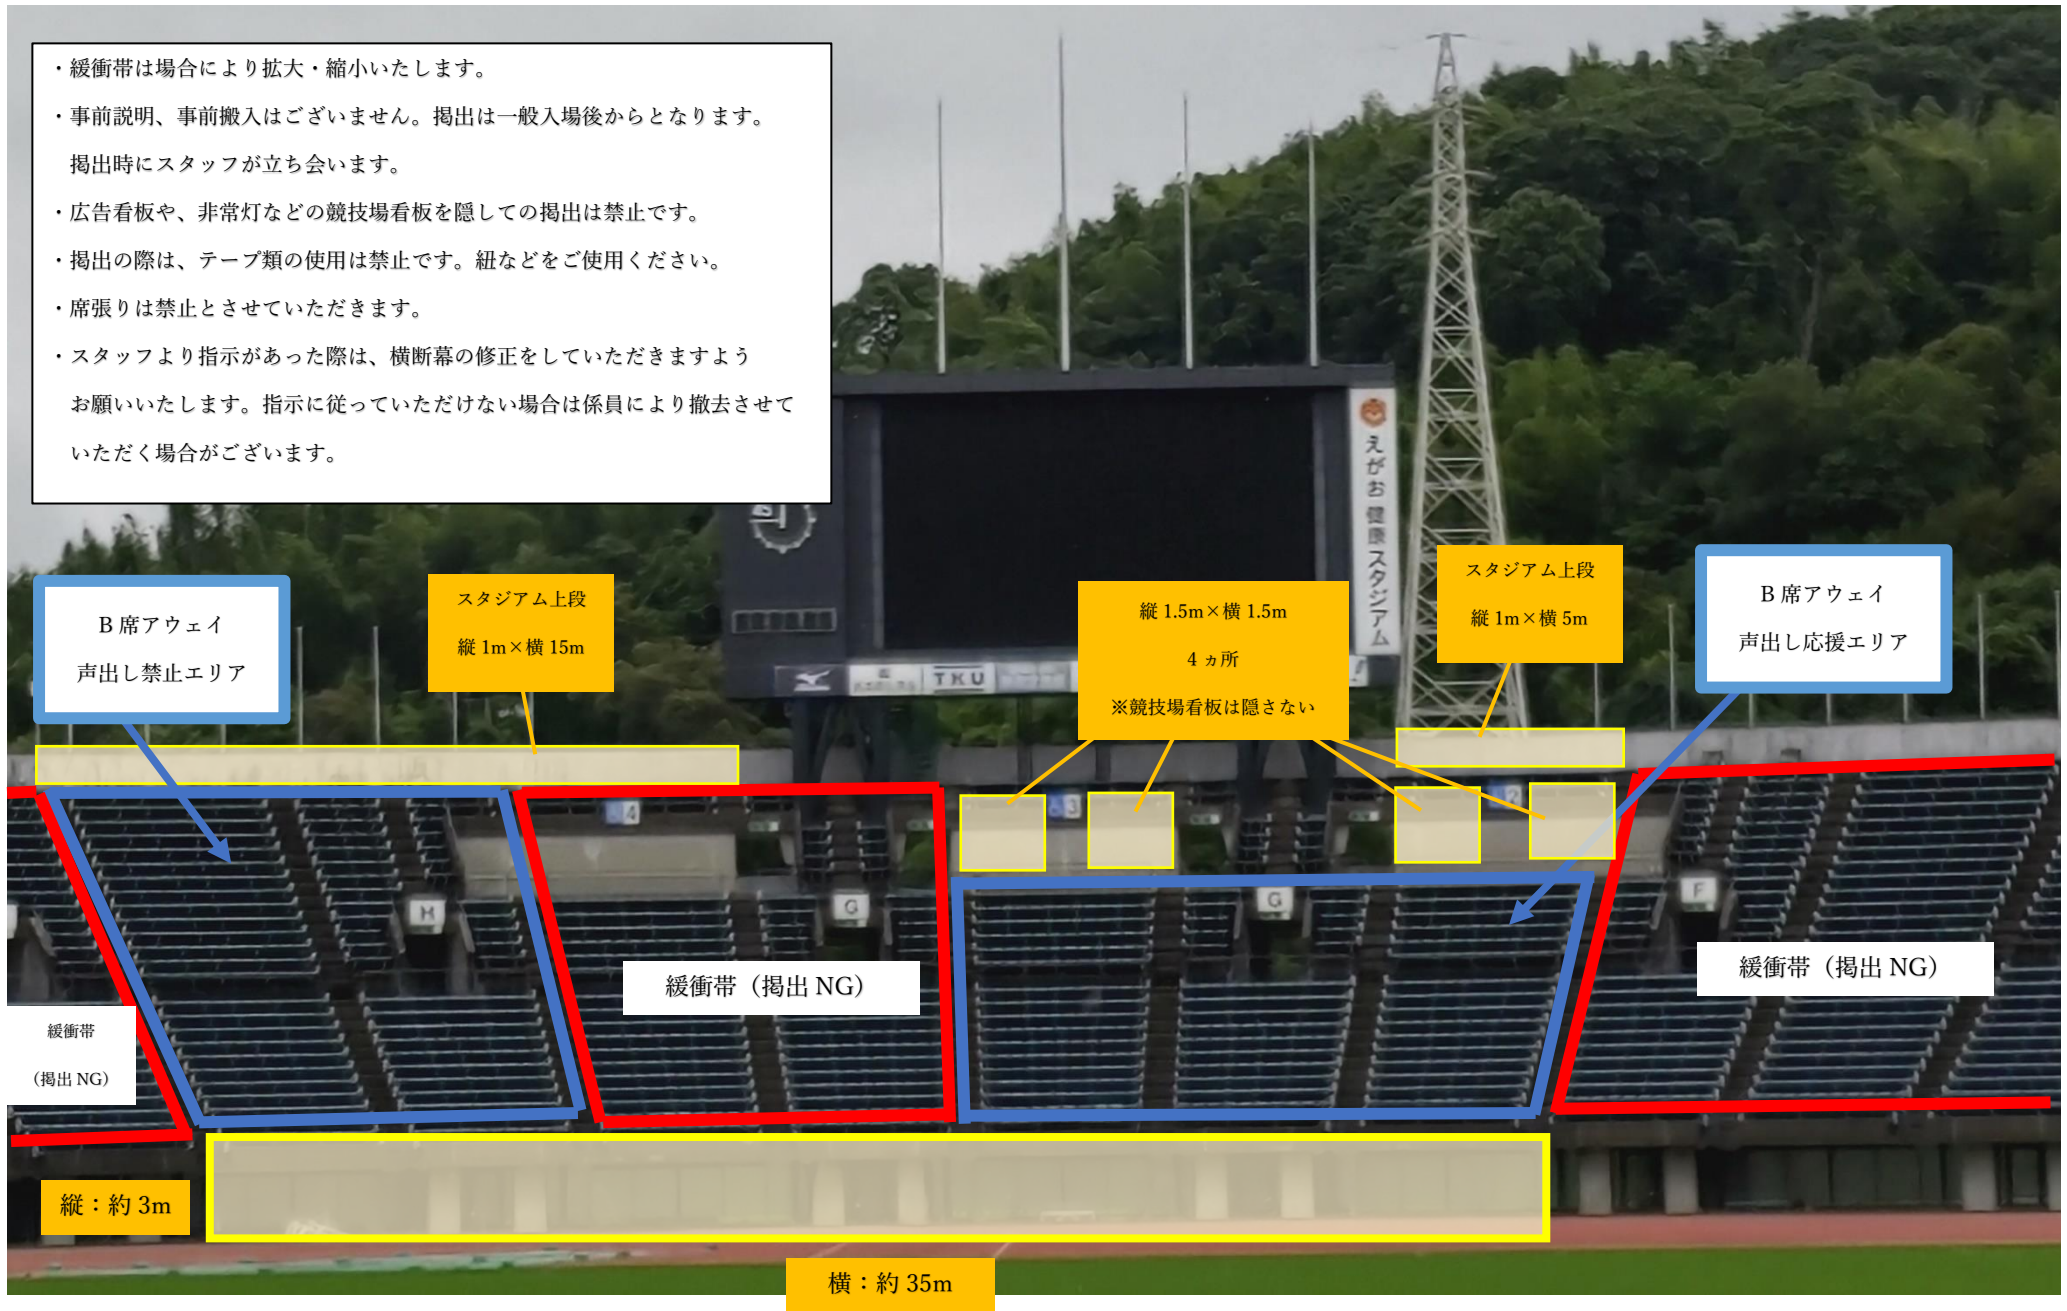 ・緩衝帯は場合により拡大・縮小いたします。
・事前説明、事前搬入はございません。掲出は一般入場後からとなります。
掲出時にスタッフが立ち会います。
・広告看板や、非常灯などの競技場看板を隠しての掲出は禁止です。
・掲出の際は、テープ類の使用は禁止です。紐などをご使用ください。
・席張りは禁止とさせていただきます。
・スタッフより指示があった際は、横断幕の修正をしていただきますよう
お願いいたします。指示に従っていただけない場合は係員により撤去させて
いただく場合がございます。
えがお健康スタジアム
B 席アウェイ
声出し禁止エリア
スタジアム上段
縦 1m×横 15m
縦 1.5m×横 1.5m
4 ヵ所
※競技場看板は隠さない
スタジアム上段
縦 1m×横 5m
B 席アウェイ
声出し応援エリア
TKU
4
3
2
H
G
G
F
緩衝帯（掲出 NG）
緩衝帯（掲出 NG）
緩衝帯
（掲出 NG）
縦：約 3m
横：約 35m